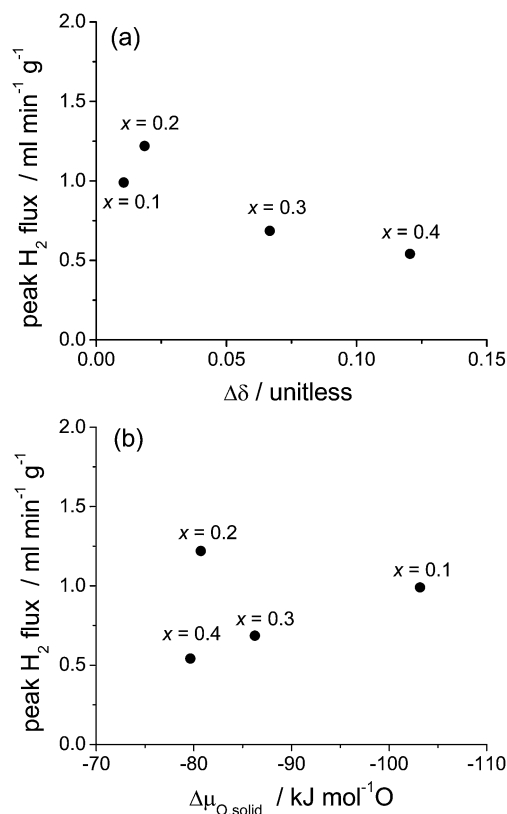 (a)
2.0
1.5
1.0
0.5
0.0
peak H₂ flux / ml min⁻¹ g⁻¹
x = 0.2
x = 0.1
x = 0.3
x = 0.4
0.00 0.05 0.10 0.15
Δδ / unitless
(b)
2.0
1.5
1.0
0.5
0.0
peak H₂ flux / ml min⁻¹ g⁻¹
x = 0.2
x = 0.1
x = 0.4
x = 0.3
-70 -80 -90 -100 -110
Δμ_O,solid / kJ mol⁻¹O